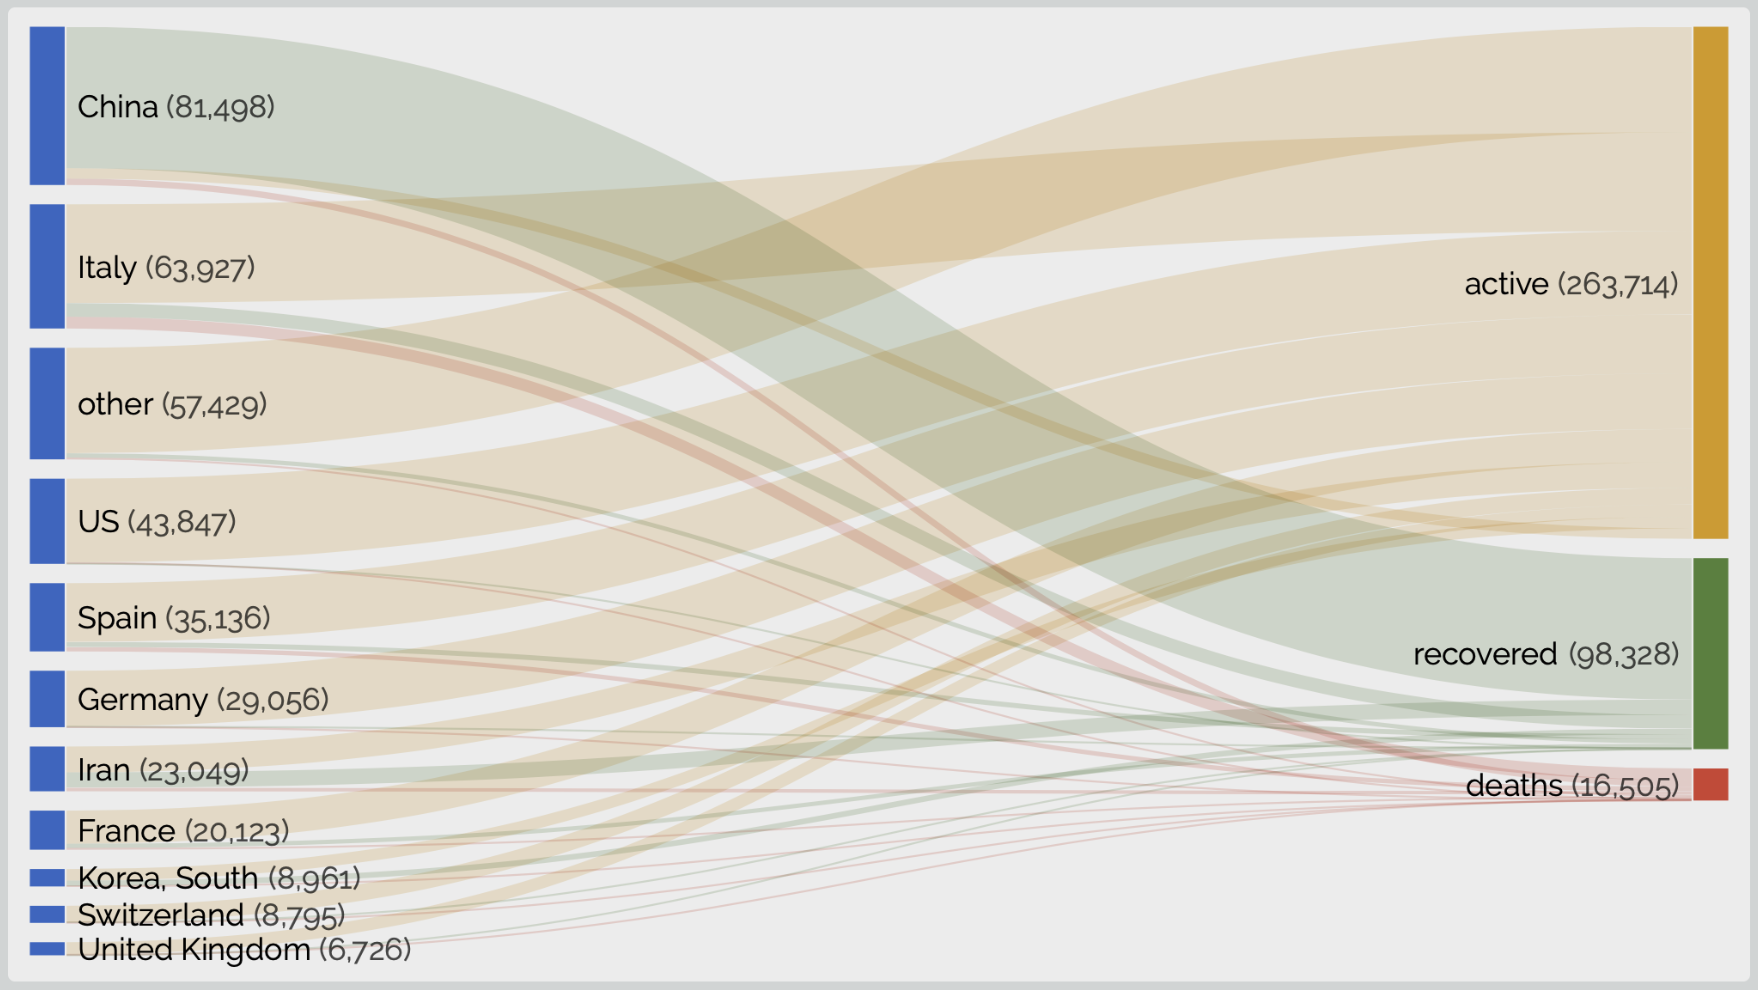 China (81,498)
Italy (63,927)
other (57,429)
US (43,847)
Spain (35,136)
Germany (29,056)
Iran (23,049)
France (20,123)
Korea, South (8,961)
Switzerland (8,795)
United Kingdom (6,726)
active (263,714)
recovered (98,328)
deaths (16,505)